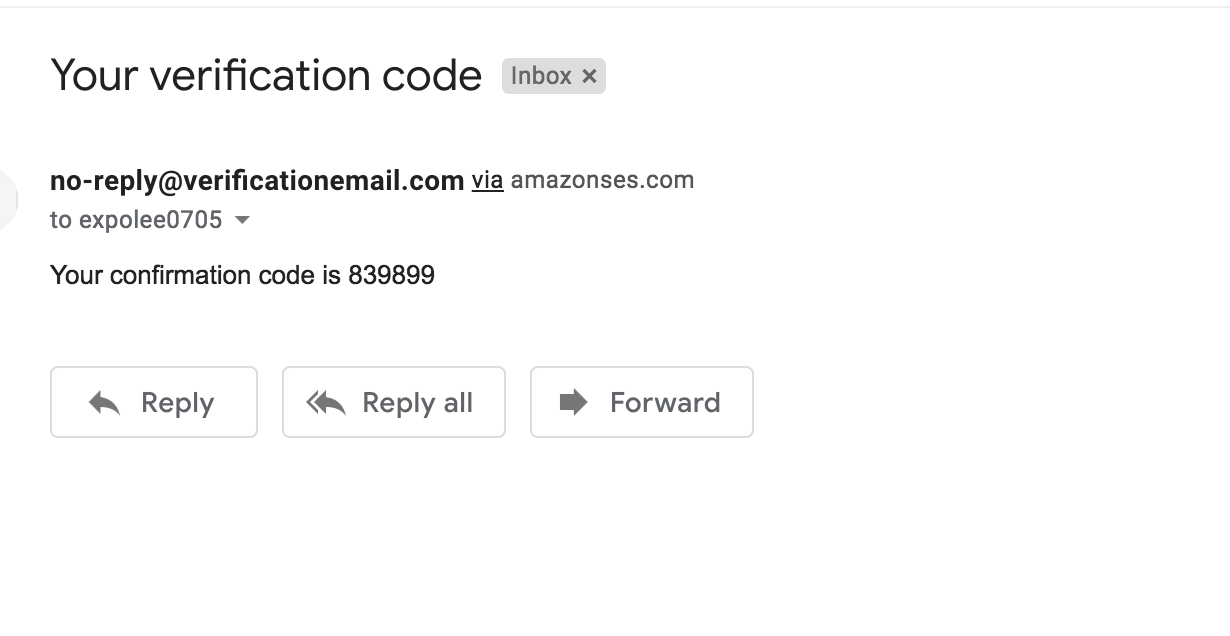 Your verification code Inbox ×
no-reply@verificationemail.com via amazonses.com
to expolee0705
Your confirmation code is 839899
Reply Reply all Forward